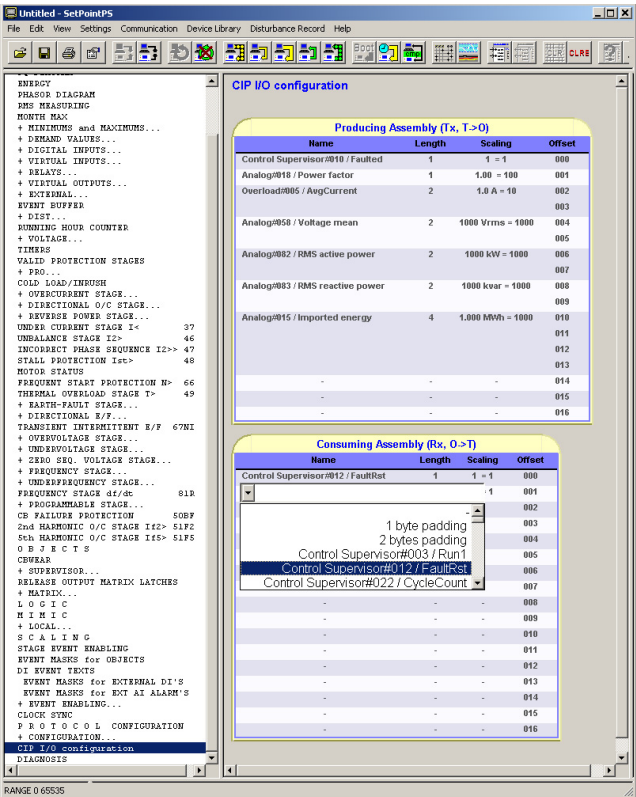 Untitled - SetPointPS
File Edit View Settings Communication Device Library Disturbance Record Help
Boot cmp CLR CLRE
ENERGY
PHASOR DIAGRAM
RMS MEASURING
MONTH MAX
+ MINIMUMS and MAXIMUMS...
+ DEMAND VALUES...
+ DIGITAL INPUTS...
+ VIRTUAL INPUTS...
+ RELAYS...
+ VIRTUAL OUTPUTS...
+ EXTERNAL...
EVENT BUFFER
+ DIST...
RUNNING HOUR COUNTER
+ VOLTAGE...
TIMERS
VALID PROTECTION STAGES
+ PRO...
COLD LOAD/INRUSH
+ OVERCURRENT STAGE...
+ DIRECTIONAL O/C STAGE...
+ REVERSE POWER STAGE...
UNDER CURRENT STAGE I< 37
UNBALANCE STAGE I2> 46
INCORRECT PHASE SEQUENCE I2>> 47
STALL PROTECTION Ist> 48
MOTOR STATUS
FREQUENT START PROTECTION N> 66
THERMAL OVERLOAD STAGE T> 49
+ EARTH-FAULT STAGE...
+ DIRECTIONAL E/F...
TRANSIENT INTERMITTENT E/F 67NI
+ OVERVOLTAGE STAGE...
+ UNDERVOLTAGE STAGE...
+ ZERO SEQ. VOLTAGE STAGE...
+ FREQUENCY STAGE...
+ UNDERFREQUENCY STAGE...
FREQUENCY STAGE df/dt 81R
+ PROGRAMMABLE STAGE...
CB FAILURE PROTECTION 50BF
2nd HARMONIC O/C STAGE If2> 51F2
5th HARMONIC O/C STAGE If5> 51F5
O B J E C T S
CBWEAR
+ SUPERVISOR...
RELEASE OUTPUT MATRIX LATCHES
+ MATRIX...
L O G I C
M I M I C
+ LOCAL...
S C A L I N G
STAGE EVENT ENABLING
EVENT MASKS for OBJECTS
DI EVENT TEXTS
EVENT MASKS for EXTERNAL DI'S
EVENT MASKS for EXT AI ALARM'S
+ EVENT ENABLING...
CLOCK SYNC
P R O T O C O L CONFIGURATION
+ CONFIGURATION...
CIP I/O configuration
DIAGNOSIS
CIP I/O configuration
Producing Assembly (Tx, T->O)
Name Length Scaling Offset
Control Supervisor#010 / Faulted 1 1 = 1 000
Analog#018 / Power factor 1 1.00 = 100 001
Overload#005 / AvgCurrent 2 1.0 A = 10 002
003
Analog#058 / Voltage mean 2 1000 Vrms = 1000 004
005
Analog#082 / RMS active power 2 1000 kW = 1000 006
007
Analog#083 / RMS reactive power 2 1000 kvar = 1000 008
009
Analog#015 / Imported energy 4 1.000 MWh = 1000 010
011
012
013
- - - 014
- - - 015
- - - 016
Consuming Assembly (Rx, O->T)
Name Length Scaling Offset
Control Supervisor#012 / FaultRst 1 1 = 1 000
1 001
- 002
1 byte padding - 003
2 bytes padding - 004
Control Supervisor#003 / Run1 - 005
Control Supervisor#012 / FaultRst - 006
Control Supervisor#022 / CycleCount - 007
- - - 008
- - - 009
- - - 010
- - - 011
- - - 012
- - - 013
- - - 014
- - - 015
- - - 016
RANGE 0 65535